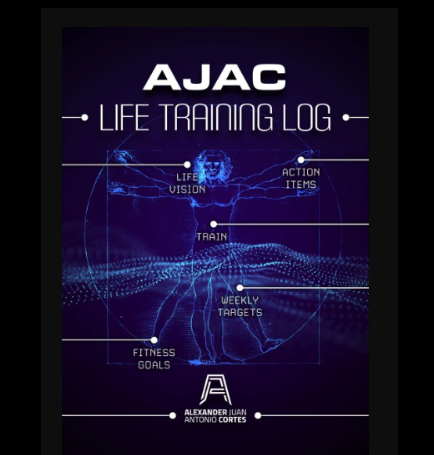 AJAC
LIFE TRAINING LOG
LIFE
VISION
ACTION
ITEMS
TRAIN
WEEKLY
TARGETS
FITNESS
GOALS
ALEXANDER JUAN
ANTONIO CORTES